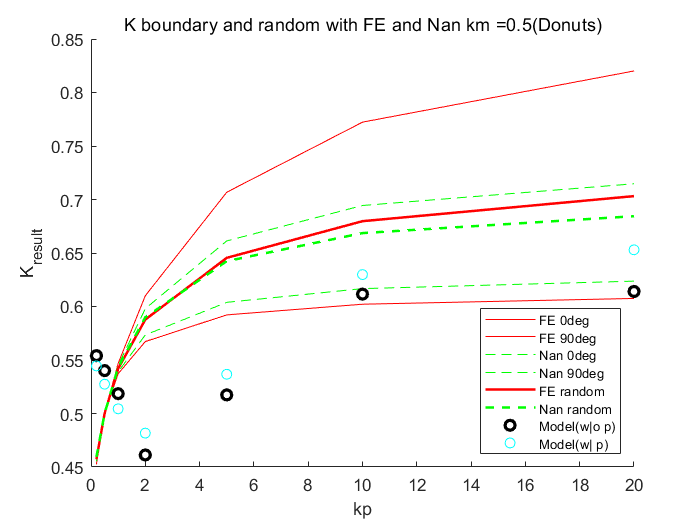 K boundary and random with FE and Nan km =0.5(Donuts)
0.85
0.8
0.75
0.7
0.65
0.6
0.55
0.5
0.45
K_result
0 2 4 6 8 10 12 14 16 18 20
kp
FE 0deg
FE 90deg
Nan 0deg
Nan 90deg
FE random
Nan random
Model(w|o p)
Model(w| p)